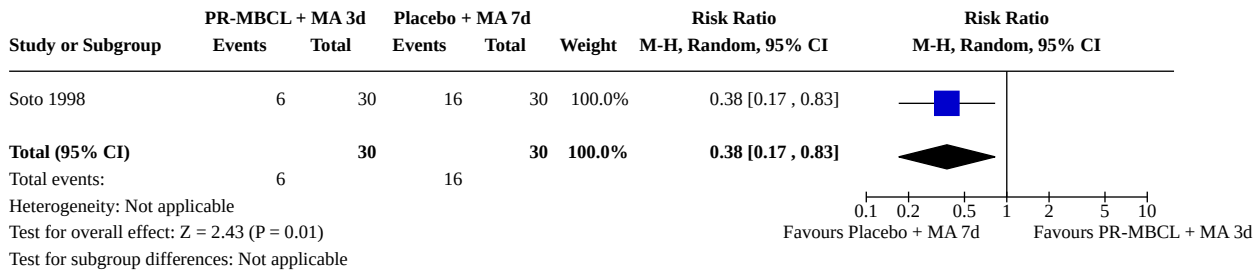 PR-MBCL + MA 3d Placebo + MA 7d Risk Ratio Risk Ratio
Study or Subgroup Events Total Events Total Weight M-H, Random, 95% CI M-H, Random, 95% CI
Soto 1998 6 30 16 30 100.0% 0.38 [0.17 , 0.83]
Total (95% CI) 30 30 100.0% 0.38 [0.17 , 0.83]
Total events: 6 16
Heterogeneity: Not applicable
0.1 0.2 0.5 1 2 5 10
Test for overall effect: Z = 2.43 (P = 0.01) Favours Placebo + MA 7d Favours PR-MBCL + MA 3d
Test for subgroup differences: Not applicable